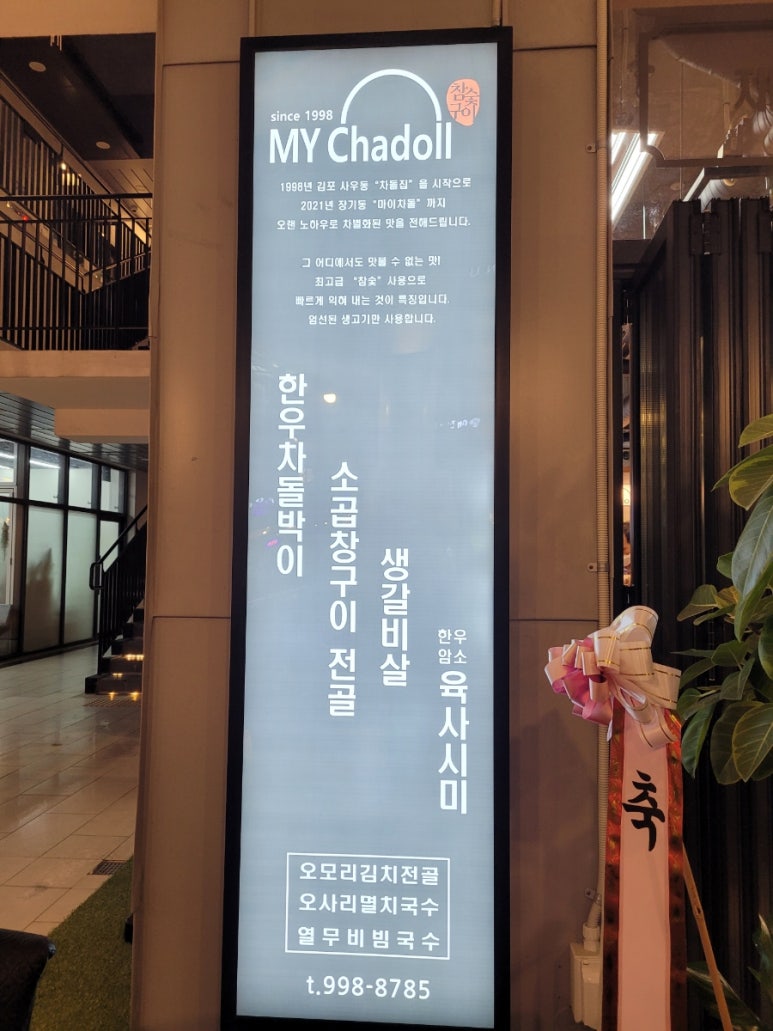 since 1998
MY Chadoll
참숯
구이
1998년 김포 사우동 "차돌집" 을 시작으로
2021년 장기동 "마이차돌" 까지
오랜 노하우로 차별화된 맛을 전해드립니다.
그 어디에서도 맛볼 수 없는 맛!
최고급 "참숯" 사용으로
빠르게 익혀 내는 것이 특징입니다.
엄선된 생고기만 사용합니다.
한우차돌박이
소곱창구이 전골
생갈비살
한우
암소
육사시미
오모리김치전골
오사리멸치국수
열무비빔국수
t.998-8785
축